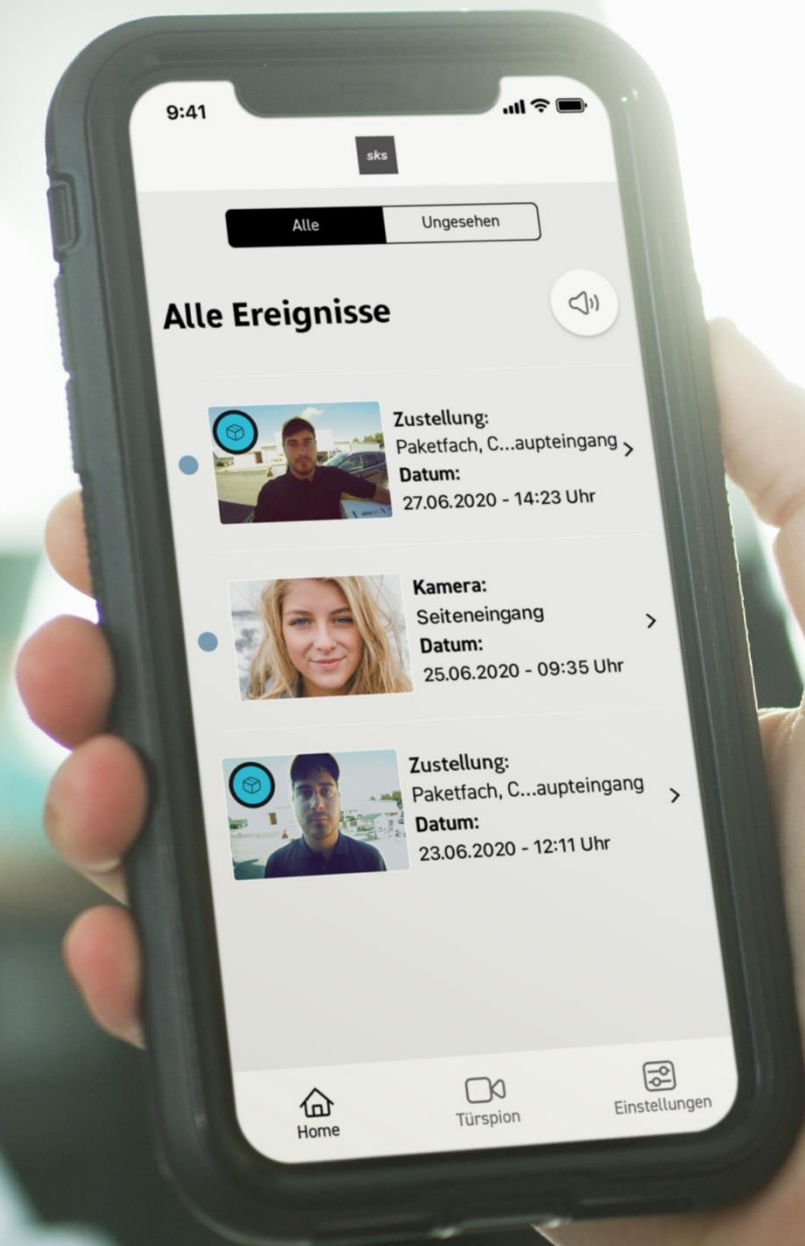 9:41
sks
Alle
Ungesehen
Alle Ereignisse
Zustellung:
Paketfach, C...aupteingang
Datum:
27.06.2020 - 14:23 Uhr
Kamera:
Seiteneingang
Datum:
25.06.2020 - 09:35 Uhr
Zustellung:
Paketfach, C...aupteingang
Datum:
23.06.2020 - 12:11 Uhr
Home
Türspion
Einstellungen